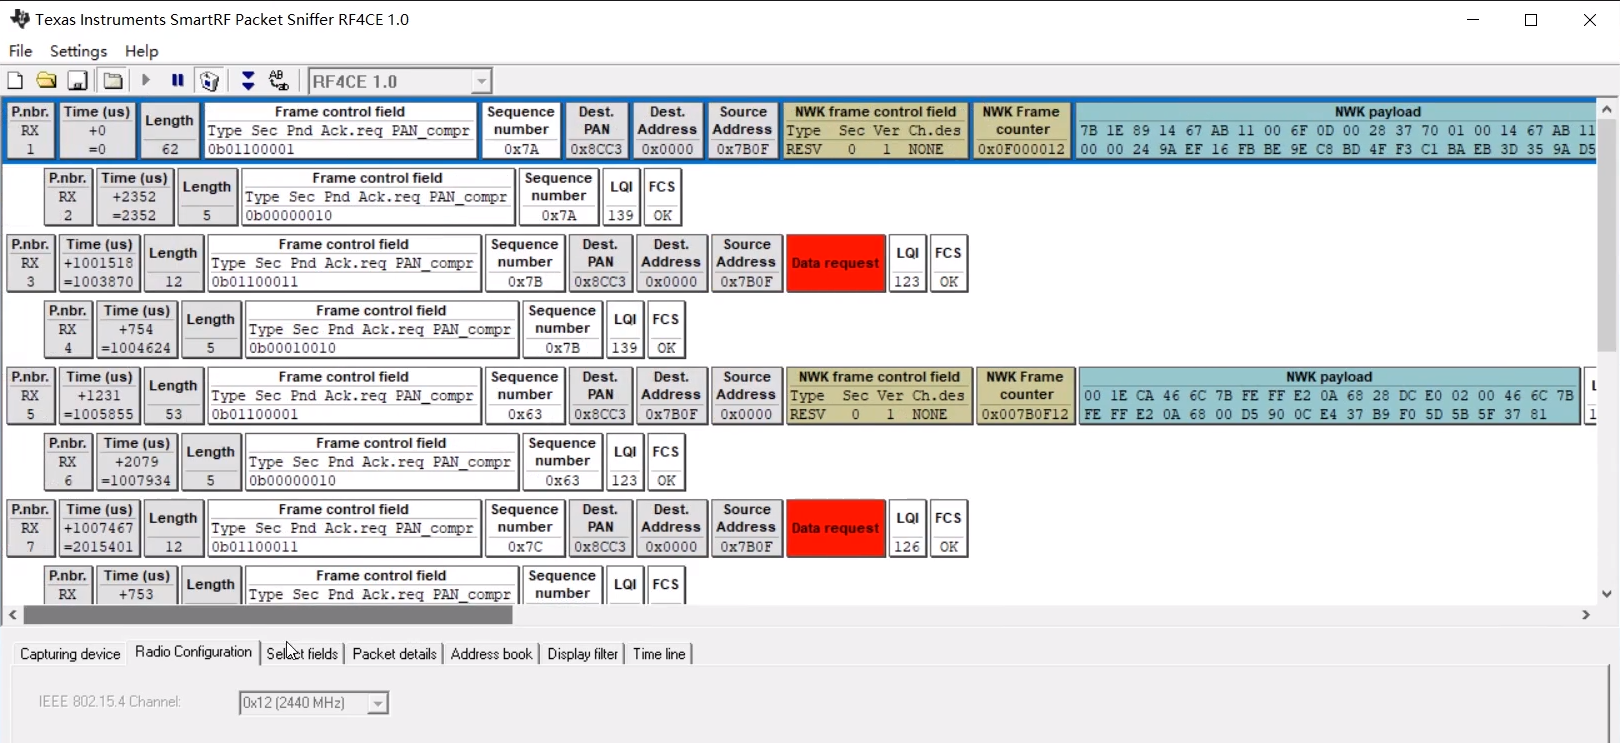 Texas Instruments SmartRF Packet Sniffer RF4CE 1.0
File Settings Help
RF4CE 1.0
P.nbr. RX 1 Time (us) +0 =0 Length 62 Frame control field Type Sec Pnd Ack.req PAN_compr 0b01100001 Sequence number 0x7A Dest. PAN 0x8CC3 Dest. Address 0x0000 Source Address 0x7B0F NWK frame control field Type Sec Ver Ch.des RESV 0 1 NONE NWK Frame counter 0x0F000012 NWK payload
7B 1E 89 14 67 AB 11 00 6F 0D 00 28 37 70 01 00 14 67 AB 11
00 00 24 9A EF 16 FB BE 9E C8 BD 4F F3 C1 BA EB 3D 35 9A D5
P.nbr. RX 2 Time (us) +2352 =2352 Length 5 Frame control field Type Sec Pnd Ack.req PAN_compr 0b00000010 Sequence number 0x7A LQI 139 FCS OK
P.nbr. RX 3 Time (us) +1001518 =1003870 Length 12 Frame control field Type Sec Pnd Ack.req PAN_compr 0b01100011 Sequence number 0x7B Dest. PAN 0x8CC3 Dest. Address 0x0000 Source Address 0x7B0F Data request LQI 123 FCS OK
P.nbr. RX 4 Time (us) +754 =1004624 Length 5 Frame control field Type Sec Pnd Ack.req PAN_compr 0b00010010 Sequence number 0x7B LQI 139 FCS OK
P.nbr. RX 5 Time (us) +1231 =1005855 Length 53 Frame control field Type Sec Pnd Ack.req PAN_compr 0b01100001 Sequence number 0x63 Dest. PAN 0x8CC3 Dest. Address 0x7B0F Source Address 0x0000 NWK frame control field Type Sec Ver Ch.des RESV 0 1 NONE NWK Frame counter 0x007B0F12 NWK payload
00 1E CA 46 6C 7B FE FF E2 0A 68 28 DC E0 02 00 46 6C 7B
FE FF E2 0A 68 00 D5 90 0C E4 37 B9 F0 5D 5B 5F 37 81
P.nbr. RX 6 Time (us) +2079 =1007934 Length 5 Frame control field Type Sec Pnd Ack.req PAN_compr 0b00000010 Sequence number 0x63 LQI 123 FCS OK
P.nbr. RX 7 Time (us) +1007467 =2015401 Length 12 Frame control field Type Sec Pnd Ack.req PAN_compr 0b01100011 Sequence number 0x7C Dest. PAN 0x8CC3 Dest. Address 0x0000 Source Address 0x7B0F Data request LQI 126 FCS OK
P.nbr. RX Time (us) +753 Length Frame control field Type Sec Pnd Ack.req PAN_compr Sequence number LQI FCS
Capturing device Radio Configuration Select fields Packet details Address book Display filter Time line
IEEE 802.15.4 Channel: 0x12 (2440 MHz)